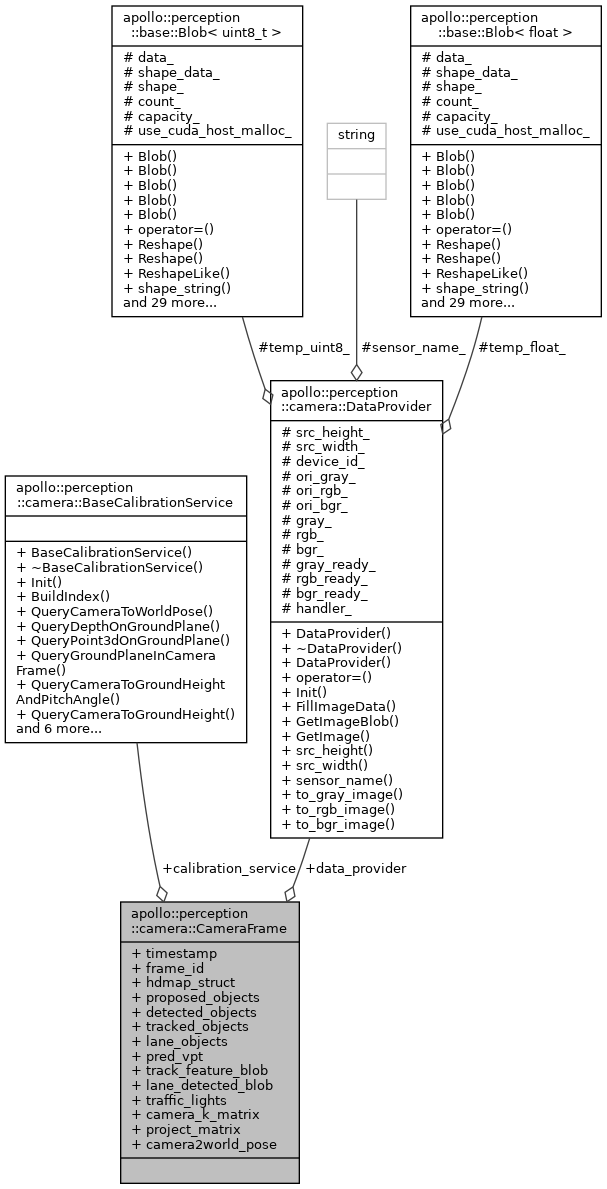 apollo::perception
::base::Blob< uint8_t >
# data_
# shape_data_
# shape_
# count_
# capacity_
# use_cuda_host_malloc_
+ Blob()
+ Blob()
+ Blob()
+ Blob()
+ Blob()
+ operator=()
+ Reshape()
+ Reshape()
+ ReshapeLike()
+ shape_string()
and 29 more...
string
apollo::perception
::base::Blob< float >
# data_
# shape_data_
# shape_
# count_
# capacity_
# use_cuda_host_malloc_
+ Blob()
+ Blob()
+ Blob()
+ Blob()
+ Blob()
+ operator=()
+ Reshape()
+ Reshape()
+ ReshapeLike()
+ shape_string()
and 29 more...
#temp_uint8_
#sensor_name_
#temp_float_
apollo::perception
::camera::DataProvider
# src_height_
# src_width_
# device_id_
# ori_gray_
# ori_rgb_
# ori_bgr_
# gray_
# rgb_
# bgr_
# gray_ready_
# rgb_ready_
# bgr_ready_
# handler_
+ DataProvider()
+ ~DataProvider()
+ DataProvider()
+ operator=()
+ Init()
+ FillImageData()
+ GetImageBlob()
+ GetImage()
+ src_height()
+ src_width()
+ sensor_name()
+ to_gray_image()
+ to_rgb_image()
+ to_bgr_image()
apollo::perception
::camera::BaseCalibrationService
+ BaseCalibrationService()
+ ~BaseCalibrationService()
+ Init()
+ BuildIndex()
+ QueryCameraToWorldPose()
+ QueryDepthOnGroundPlane()
+ QueryPoint3dOnGroundPlane()
+ QueryGroundPlaneInCamera
Frame()
+ QueryCameraToGroundHeight
AndPitchAngle()
+ QueryCameraToGroundHeight()
and 6 more...
+calibration_service
+data_provider
apollo::perception
::camera::CameraFrame
+ timestamp
+ frame_id
+ hdmap_struct
+ proposed_objects
+ detected_objects
+ tracked_objects
+ lane_objects
+ pred_vpt
+ track_feature_blob
+ lane_detected_blob
+ traffic_lights
+ camera_k_matrix
+ project_matrix
+ camera2world_pose